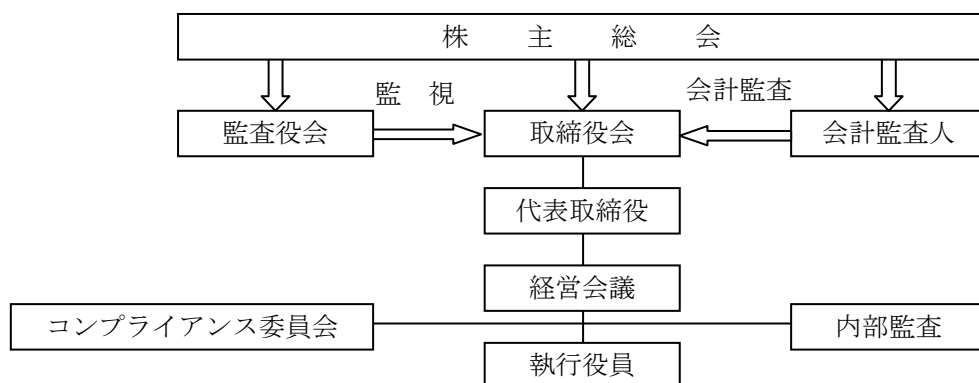 株主総会
監視
会計監査
監査役会
取締役会
会計監査人
代表取締役
経営会議
コンプライアンス委員会
内部監査
執行役員